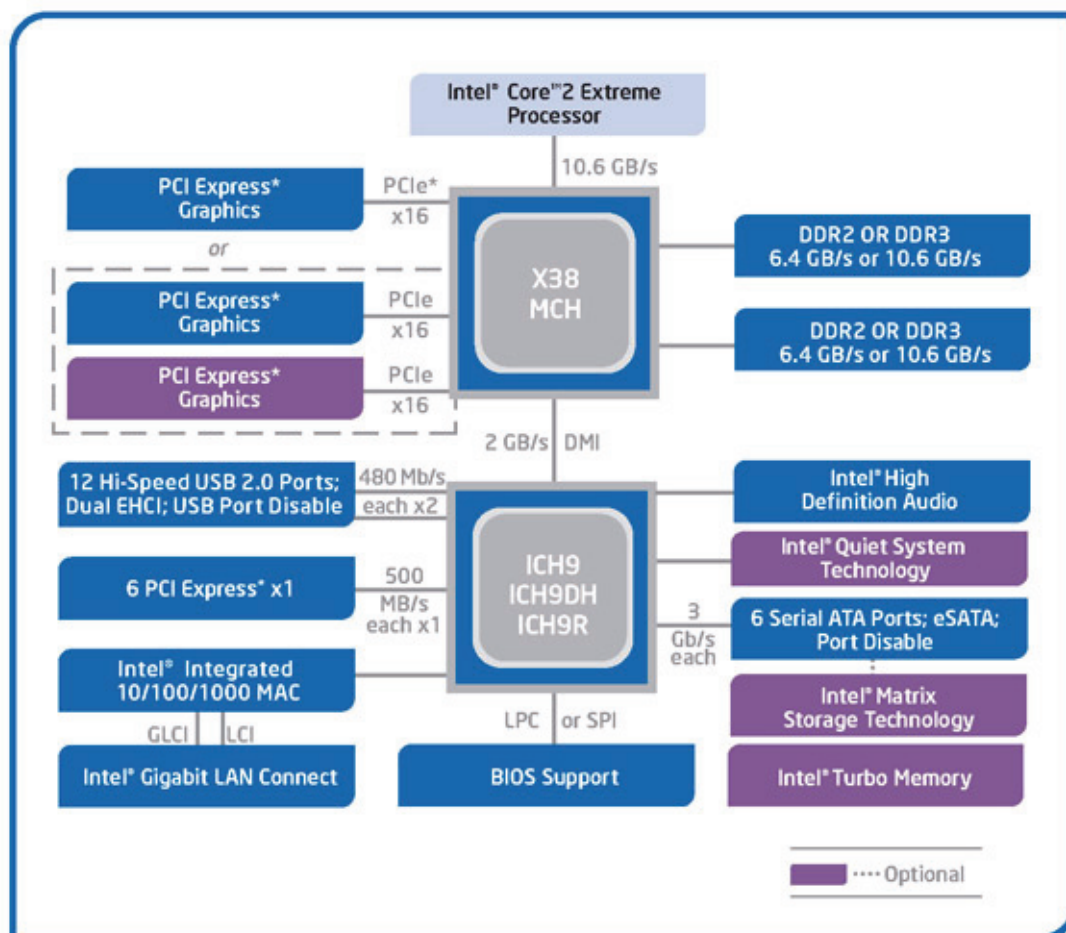 Intel® Core™2 Extreme
Processor
10.6 GB/s
PCI Express*
Graphics
PCIe*
x16
or
PCI Express*
Graphics
PCIe
x16
PCI Express*
Graphics
PCIe
x16
X38
MCH
DDR2 OR DDR3
6.4 GB/s or 10.6 GB/s
DDR2 OR DDR3
6.4 GB/s or 10.6 GB/s
2 GB/s DMI
12 Hi-Speed USB 2.0 Ports;
Dual EHCI; USB Port Disable
480 Mb/s
each x2
6 PCI Express* x1
500
MB/s
each x1
Intel® Integrated
10/100/1000 MAC
GLCI LCI
Intel® Gigabit LAN Connect
ICH9
ICH9DH
ICH9R
LPC or SPI
BIOS Support
Intel® High
Definition Audio
Intel® Quiet System
Technology
3
Gb/s
each
6 Serial ATA Ports; eSATA;
Port Disable
Intel® Matrix
Storage Technology
Intel® Turbo Memory
Optional